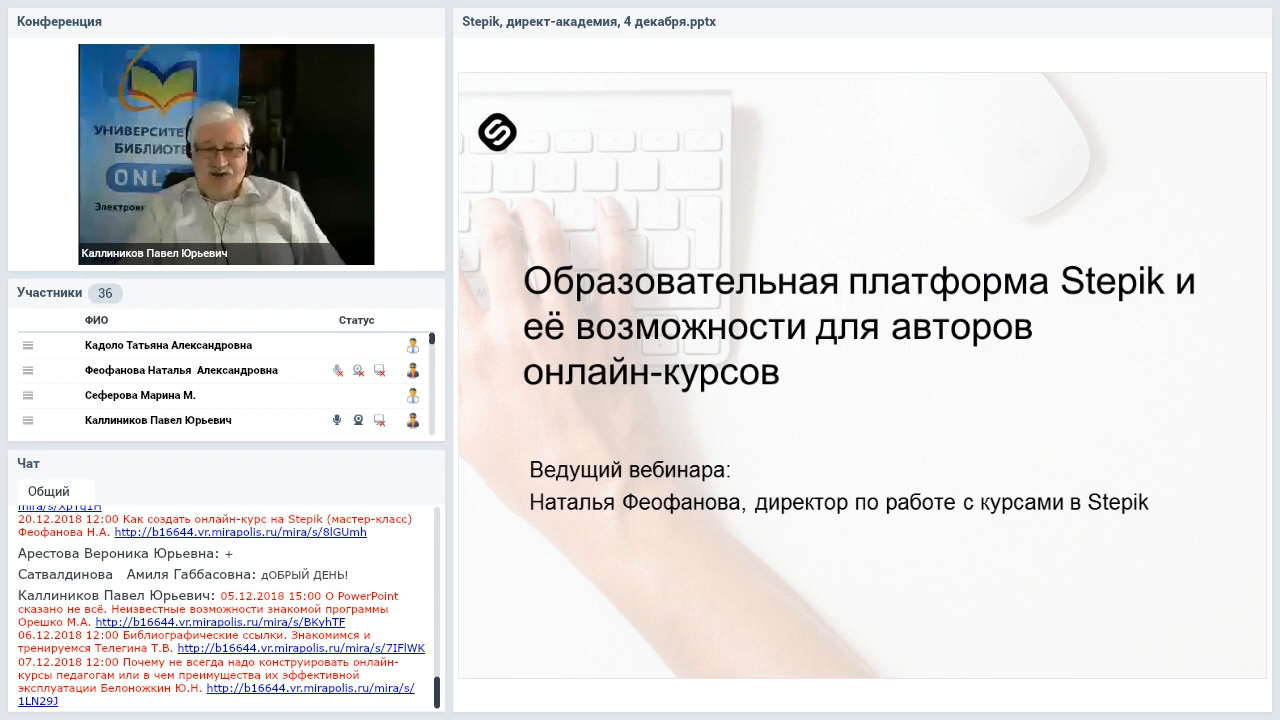 Конференция
УНИВЕРСИТЕ
БИБЛИОТЕ
ONL
Электрон
Каллиников Павел Юрьевич
Участники 36
ФИО Статус
Кадоло Татьяна Александровна
Феофанова Наталья Александровна
Сеферова Марина М.
Каллиников Павел Юрьевич
Чат
Общий
mira/s/xpTq1H
20.12.2018 12:00 Как создать онлайн-курс на Stepik (мастер-класс)
Феофанова Н.А. http://b16644.vr.mirapolis.ru/mira/s/8lGUmh
Арестова Вероника Юрьевна: +
Сатвалдинова Амиля Габбасовна: дОБРЫЙ ДЕНЬ!
Каллиников Павел Юрьевич: 05.12.2018 15:00 О PowerPoint
сказано не всё. Неизвестные возможности знакомой программы
Орешко М.А. http://b16644.vr.mirapolis.ru/mira/s/BKyhTF
06.12.2018 12:00 Библиографические ссылки. Знакомимся и
тренируемся Телегина Т.В. http://b16644.vr.mirapolis.ru/mira/s/7IFlWK
07.12.2018 12:00 Почему не всегда надо конструировать онлайн-
курсы педагогам или в чем преимущества их эффективной
эксплуатации Белоножкин Ю.Н. http://b16644.vr.mirapolis.ru/mira/s/
1LN29J
Stepik, директ-академия, 4 декабря.pptx
Образовательная платформа Stepik и
её возможности для авторов
онлайн-курсов
Ведущий вебинара:
Наталья Феофанова, директор по работе с курсами в Stepik